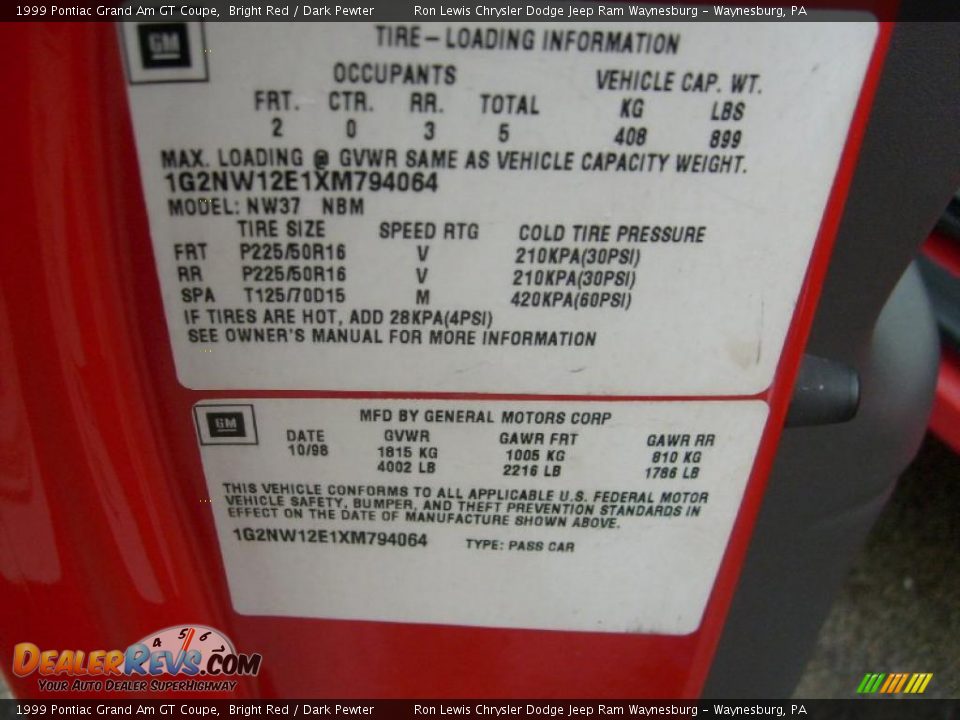 1999 Pontiac Grand Am GT Coupe, Bright Red / Dark Pewter Ron Lewis Chrysler Dodge Jeep Ram Waynesburg - Waynesburg, PA
GM
TIRE-LOADING INFORMATION
OCCUPANTS VEHICLE CAP. WT.
FRT. CTR. RR. TOTAL KG LBS
2 0 3 5 408 899
MAX. LOADING @ GVWR SAME AS VEHICLE CAPACITY WEIGHT.
1G2NW12E1XM794064
MODEL: NW37 NBM
TIRE SIZE SPEED RTG COLD TIRE PRESSURE
FRT P225/50R16 V 210KPA(30PSI)
RR P225/50R16 V 210KPA(30PSI)
SPA T125/70D15 M 420KPA(60PSI)
IF TIRES ARE HOT, ADD 28KPA(4PSI)
SEE OWNER'S MANUAL FOR MORE INFORMATION
GM
MFD BY GENERAL MOTORS CORP
DATE GVWR GAWR FRT GAWR RR
10/98 1815 KG 1005 KG 810 KG
4002 LB 2216 LB 1786 LB
THIS VEHICLE CONFORMS TO ALL APPLICABLE U.S. FEDERAL MOTOR
VEHICLE SAFETY, BUMPER, AND THEFT PREVENTION STANDARDS IN
EFFECT ON THE DATE OF MANUFACTURE SHOWN ABOVE.
1G2NW12E1XM794064 TYPE: PASS CAR
4 5 6
DEALERREVS.COM
YOUR AUTO DEALER SUPERHIGHWAY
1999 Pontiac Grand Am GT Coupe, Bright Red / Dark Pewter Ron Lewis Chrysler Dodge Jeep Ram Waynesburg - Waynesburg, PA